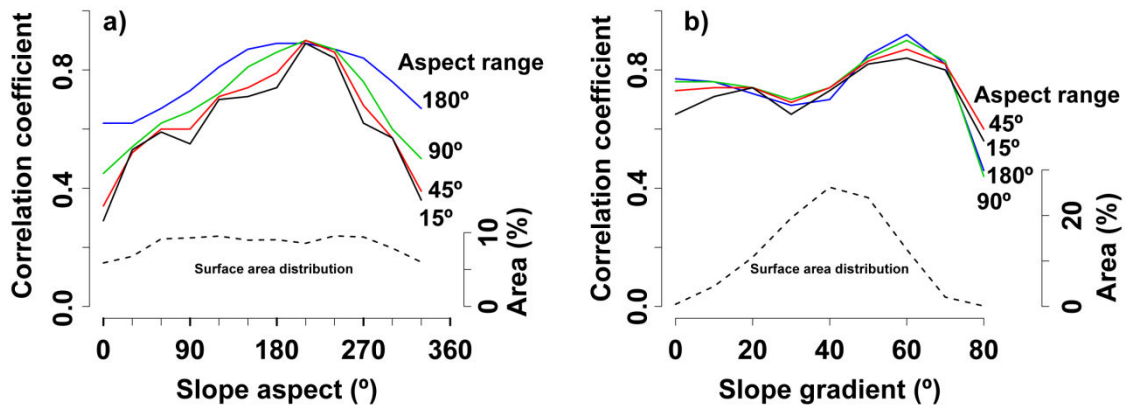 a)
Correlation coefficient
0.8
0.4
0.0
Aspect range
180º
90º
45º
15º
Surface area distribution
10
0
Area (%)
0
90
180
270
360
Slope aspect (º)
b)
Correlation coefficient
0.8
0.4
0.0
Aspect range
45º
15º
180º
90º
Surface area distribution
20
0
Area (%)
0
20
40
60
80
Slope gradient (º)